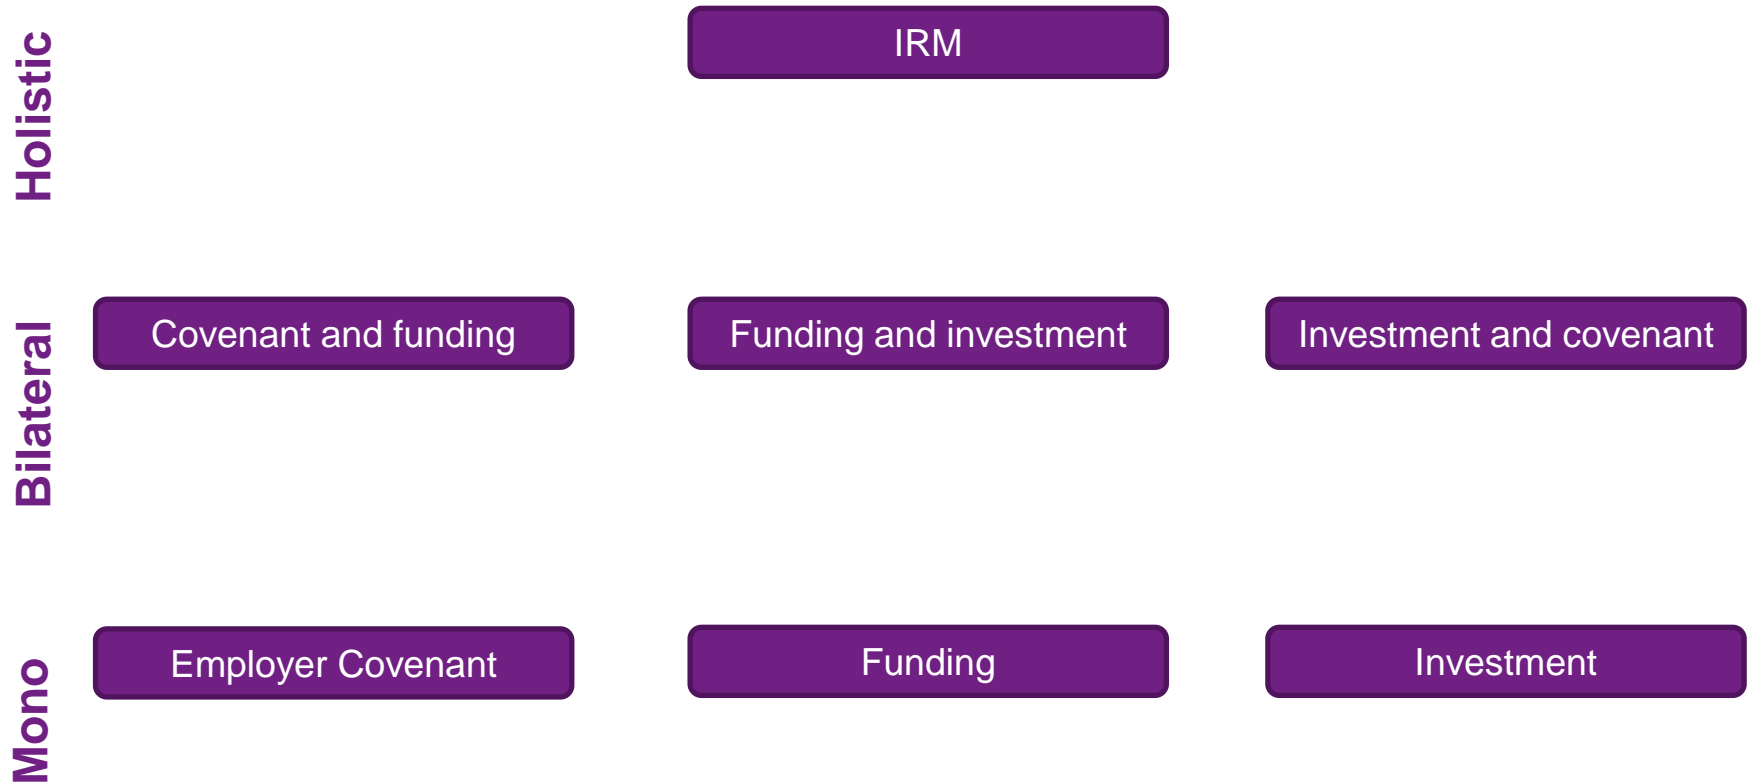 Holistic
IRM
Bilateral
Covenant and funding
Funding and investment
Investment and covenant
Mono
Employer Covenant
Funding
Investment